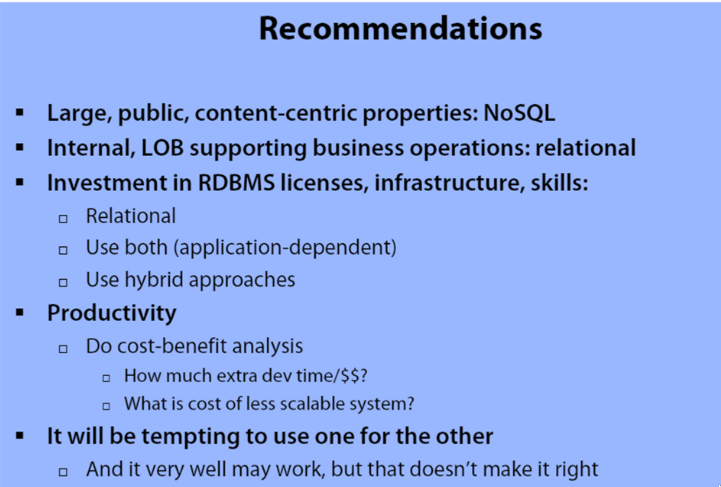 Recommendations
Large, public, content-centric properties: NoSQL
Internal, LOB supporting business operations: relational
Investment in RDBMS licenses, infrastructure, skills:
Relational
Use both (application-dependent)
Use hybrid approaches
Productivity
Do cost-benefit analysis
How much extra dev time/$$?
What is cost of less scalable system?
It will be tempting to use one for the other
And it very well may work, but that doesn’t make it right